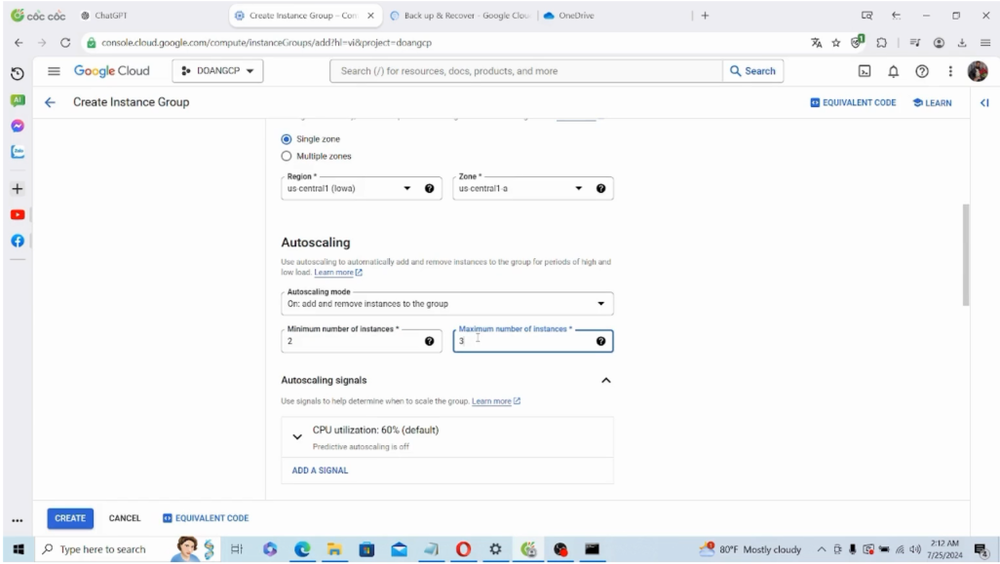 cốc cốc
ChatGPT
Create Instance Group – Con
Back up & Recover - Google Clou
OneDrive
console.cloud.google.com/compute/instanceGroups/add?hl=vi&project=doangcp
Google Cloud
DOANGCP
Search (/) for resources, docs, products, and more
Search
Create Instance Group
EQUIVALENT CODE
LEARN
Single zone
Multiple zones
Region *
Zone *
us-central1 (Iowa)
us-central1-a
Autoscaling
Use autoscaling to automatically add and remove instances to the group for periods of high and
low load. Learn more
Autoscaling mode
On: add and remove instances to the group
Minimum number of instances *
Maximum number of instances *
2
3
Autoscaling signals
Use signals to help determine when to scale the group. Learn more
CPU utilization: 60% (default)
Predictive autoscaling is off
ADD A SIGNAL
CREATE
CANCEL
EQUIVALENT CODE
Type here to search
80°F Mostly cloudy
2:12 AM
7/25/2024